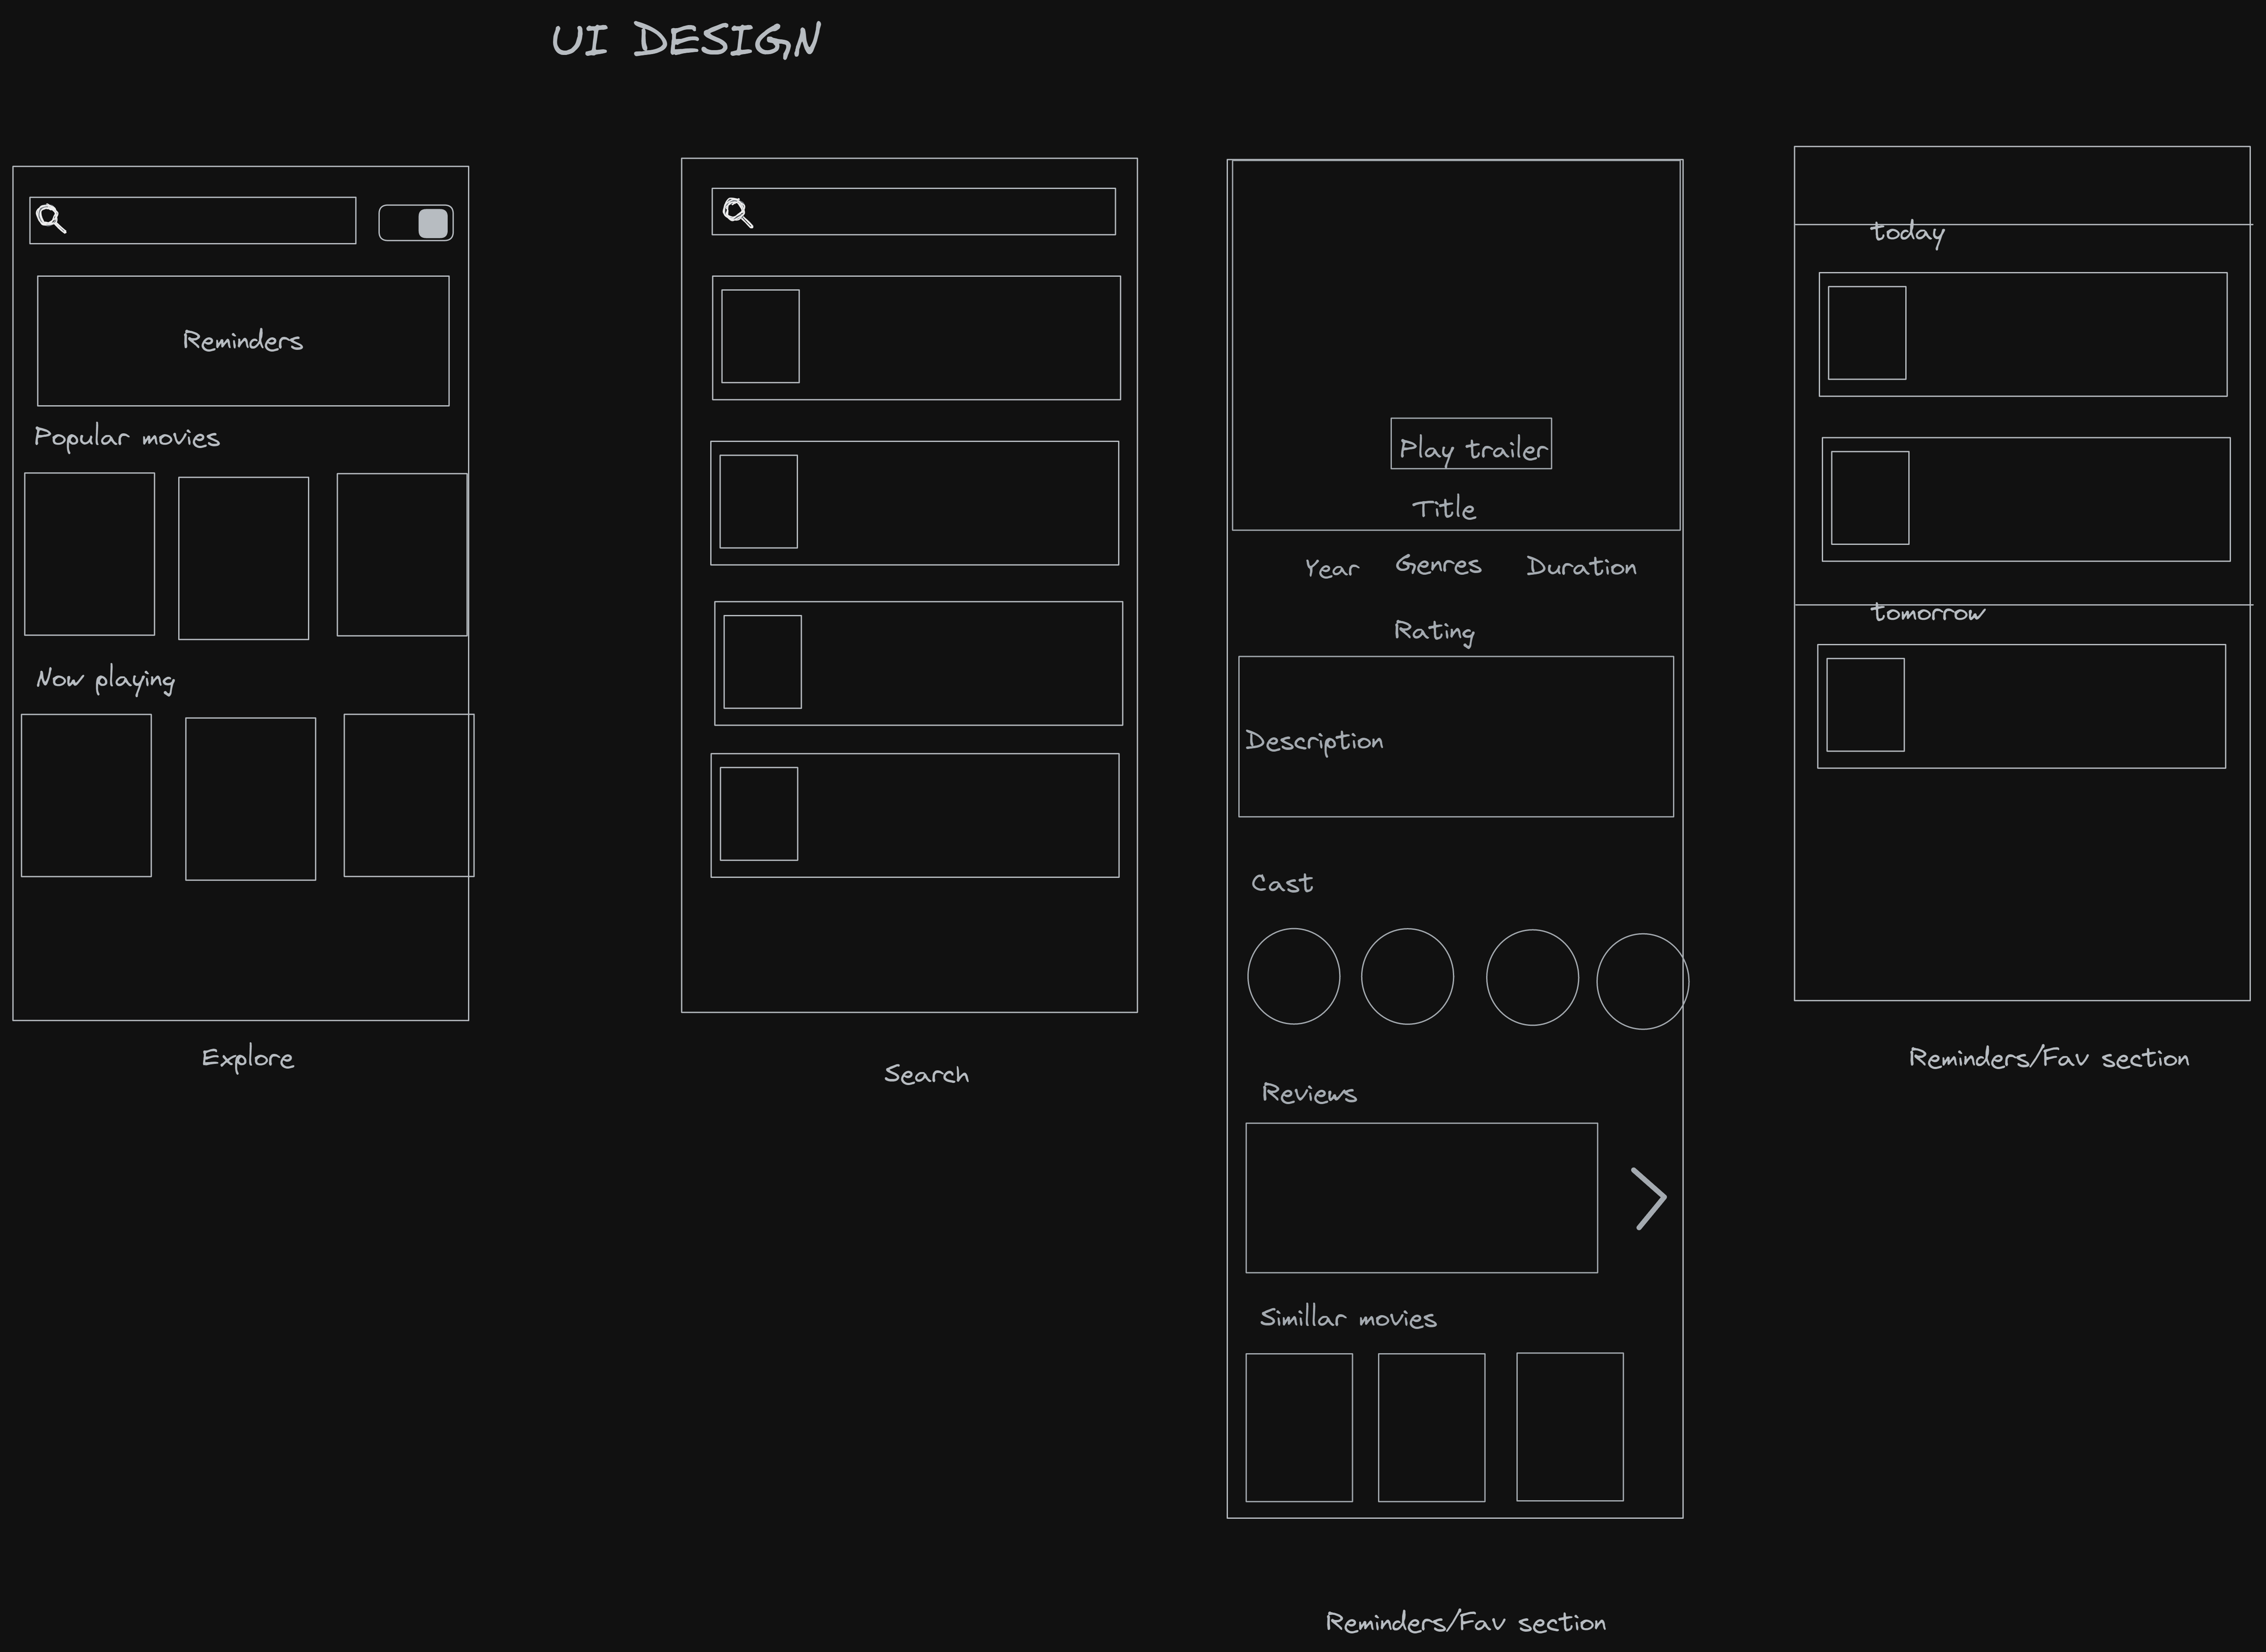 UI DESIGN
Reminders
Popular movies
Now playing
Explore
Search
Play trailer
Title
Year Genres Duration
Rating
Description
Cast
Reviews
Simillar movies
Reminders/Fav section
today
tomorrow
Reminders/Fav section